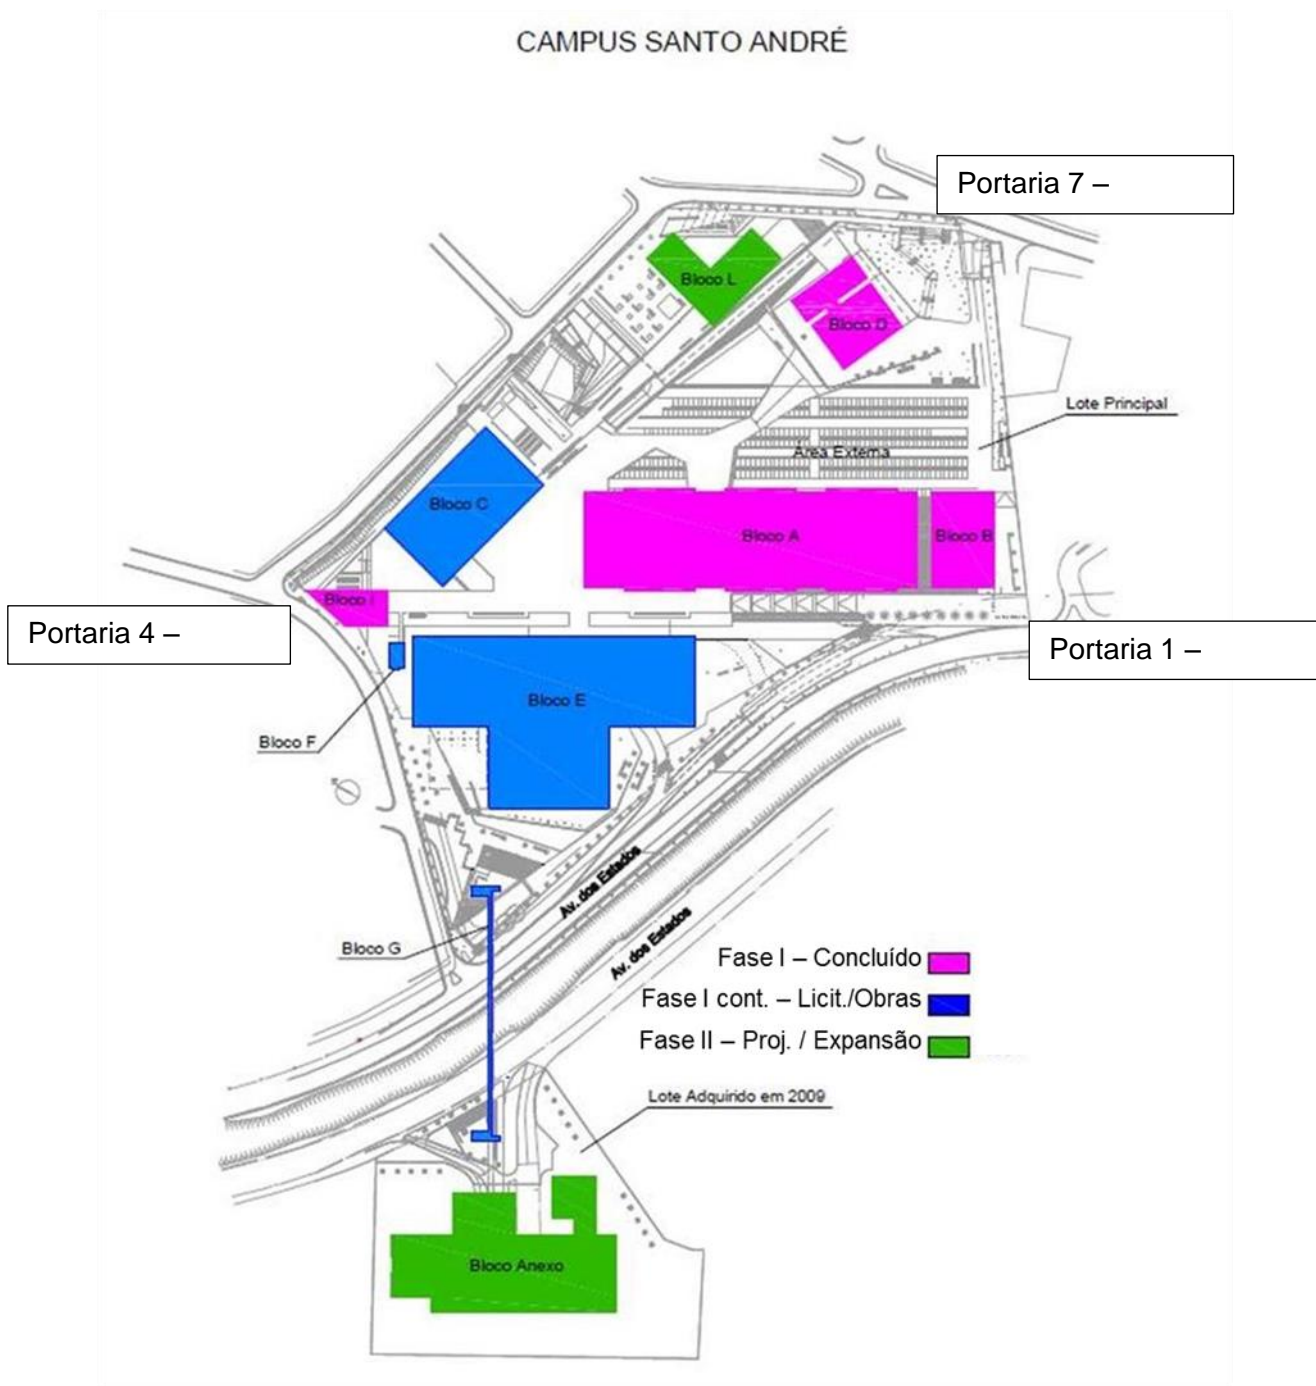 CAMPUS SANTO ANDRÉ
Portaria 7 –
Bloco L
Bloco D
Lote Principal
Área Externa
Bloco C
Bloco A
Bloco B
Bloco I
Portaria 4 –
Portaria 1 –
Bloco E
Bloco F
Av. dos Estados
Av. dos Estados
Bloco G
Fase I – Concluído
Fase I cont. – Licit./Obras
Fase II – Proj. / Expansão
Lote Adquirido em 2009
Bloco Anexo